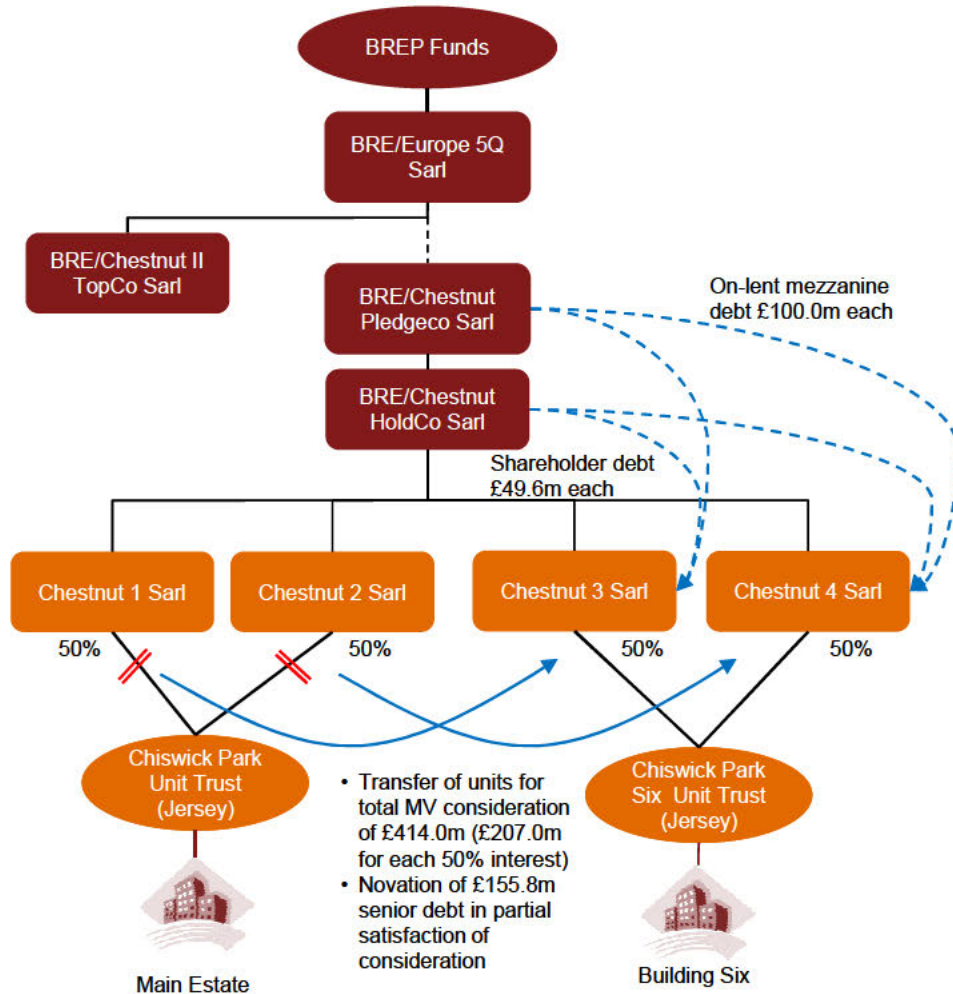 BREP Funds
BRE/Europe 5Q
Sarl
BRE/Chestnut II
TopCo Sarl
BRE/Chestnut
Pledgeco Sarl
On-lent mezzanine
debt £100.0m each
BRE/Chestnut
HoldCo Sarl
Shareholder debt
£49.6m each
Chestnut 1 Sarl
Chestnut 2 Sarl
Chestnut 3 Sarl
Chestnut 4 Sarl
50%
50%
50%
50%
Chiswick Park
Unit Trust
(Jersey)
• Transfer of units for
total MV consideration
of £414.0m (£207.0m
for each 50% interest)
• Novation of £155.8m
senior debt in partial
satisfaction of
consideration
Chiswick Park
Six Unit Trust
(Jersey)
Main Estate
Building Six